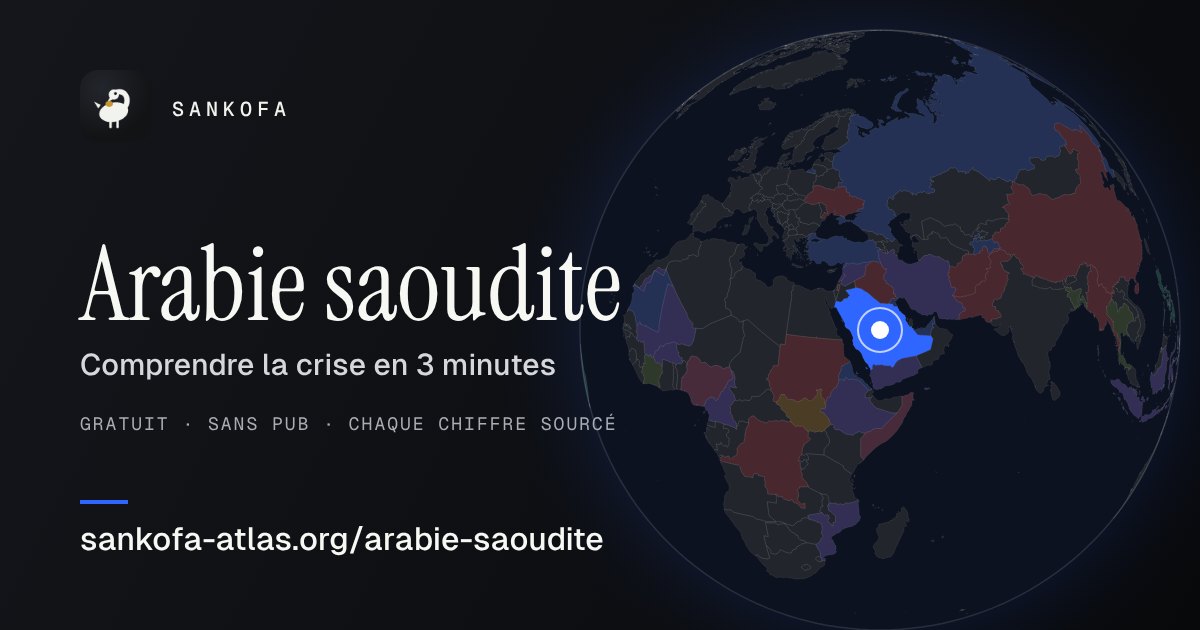 SANKOFA
Arabie saoudite
Comprendre la crise en 3 minutes
GRATUIT · SANS PUB · CHAQUE CHIFFRE SOURCÉ
sankofa-atlas.org/arabie-saoudite